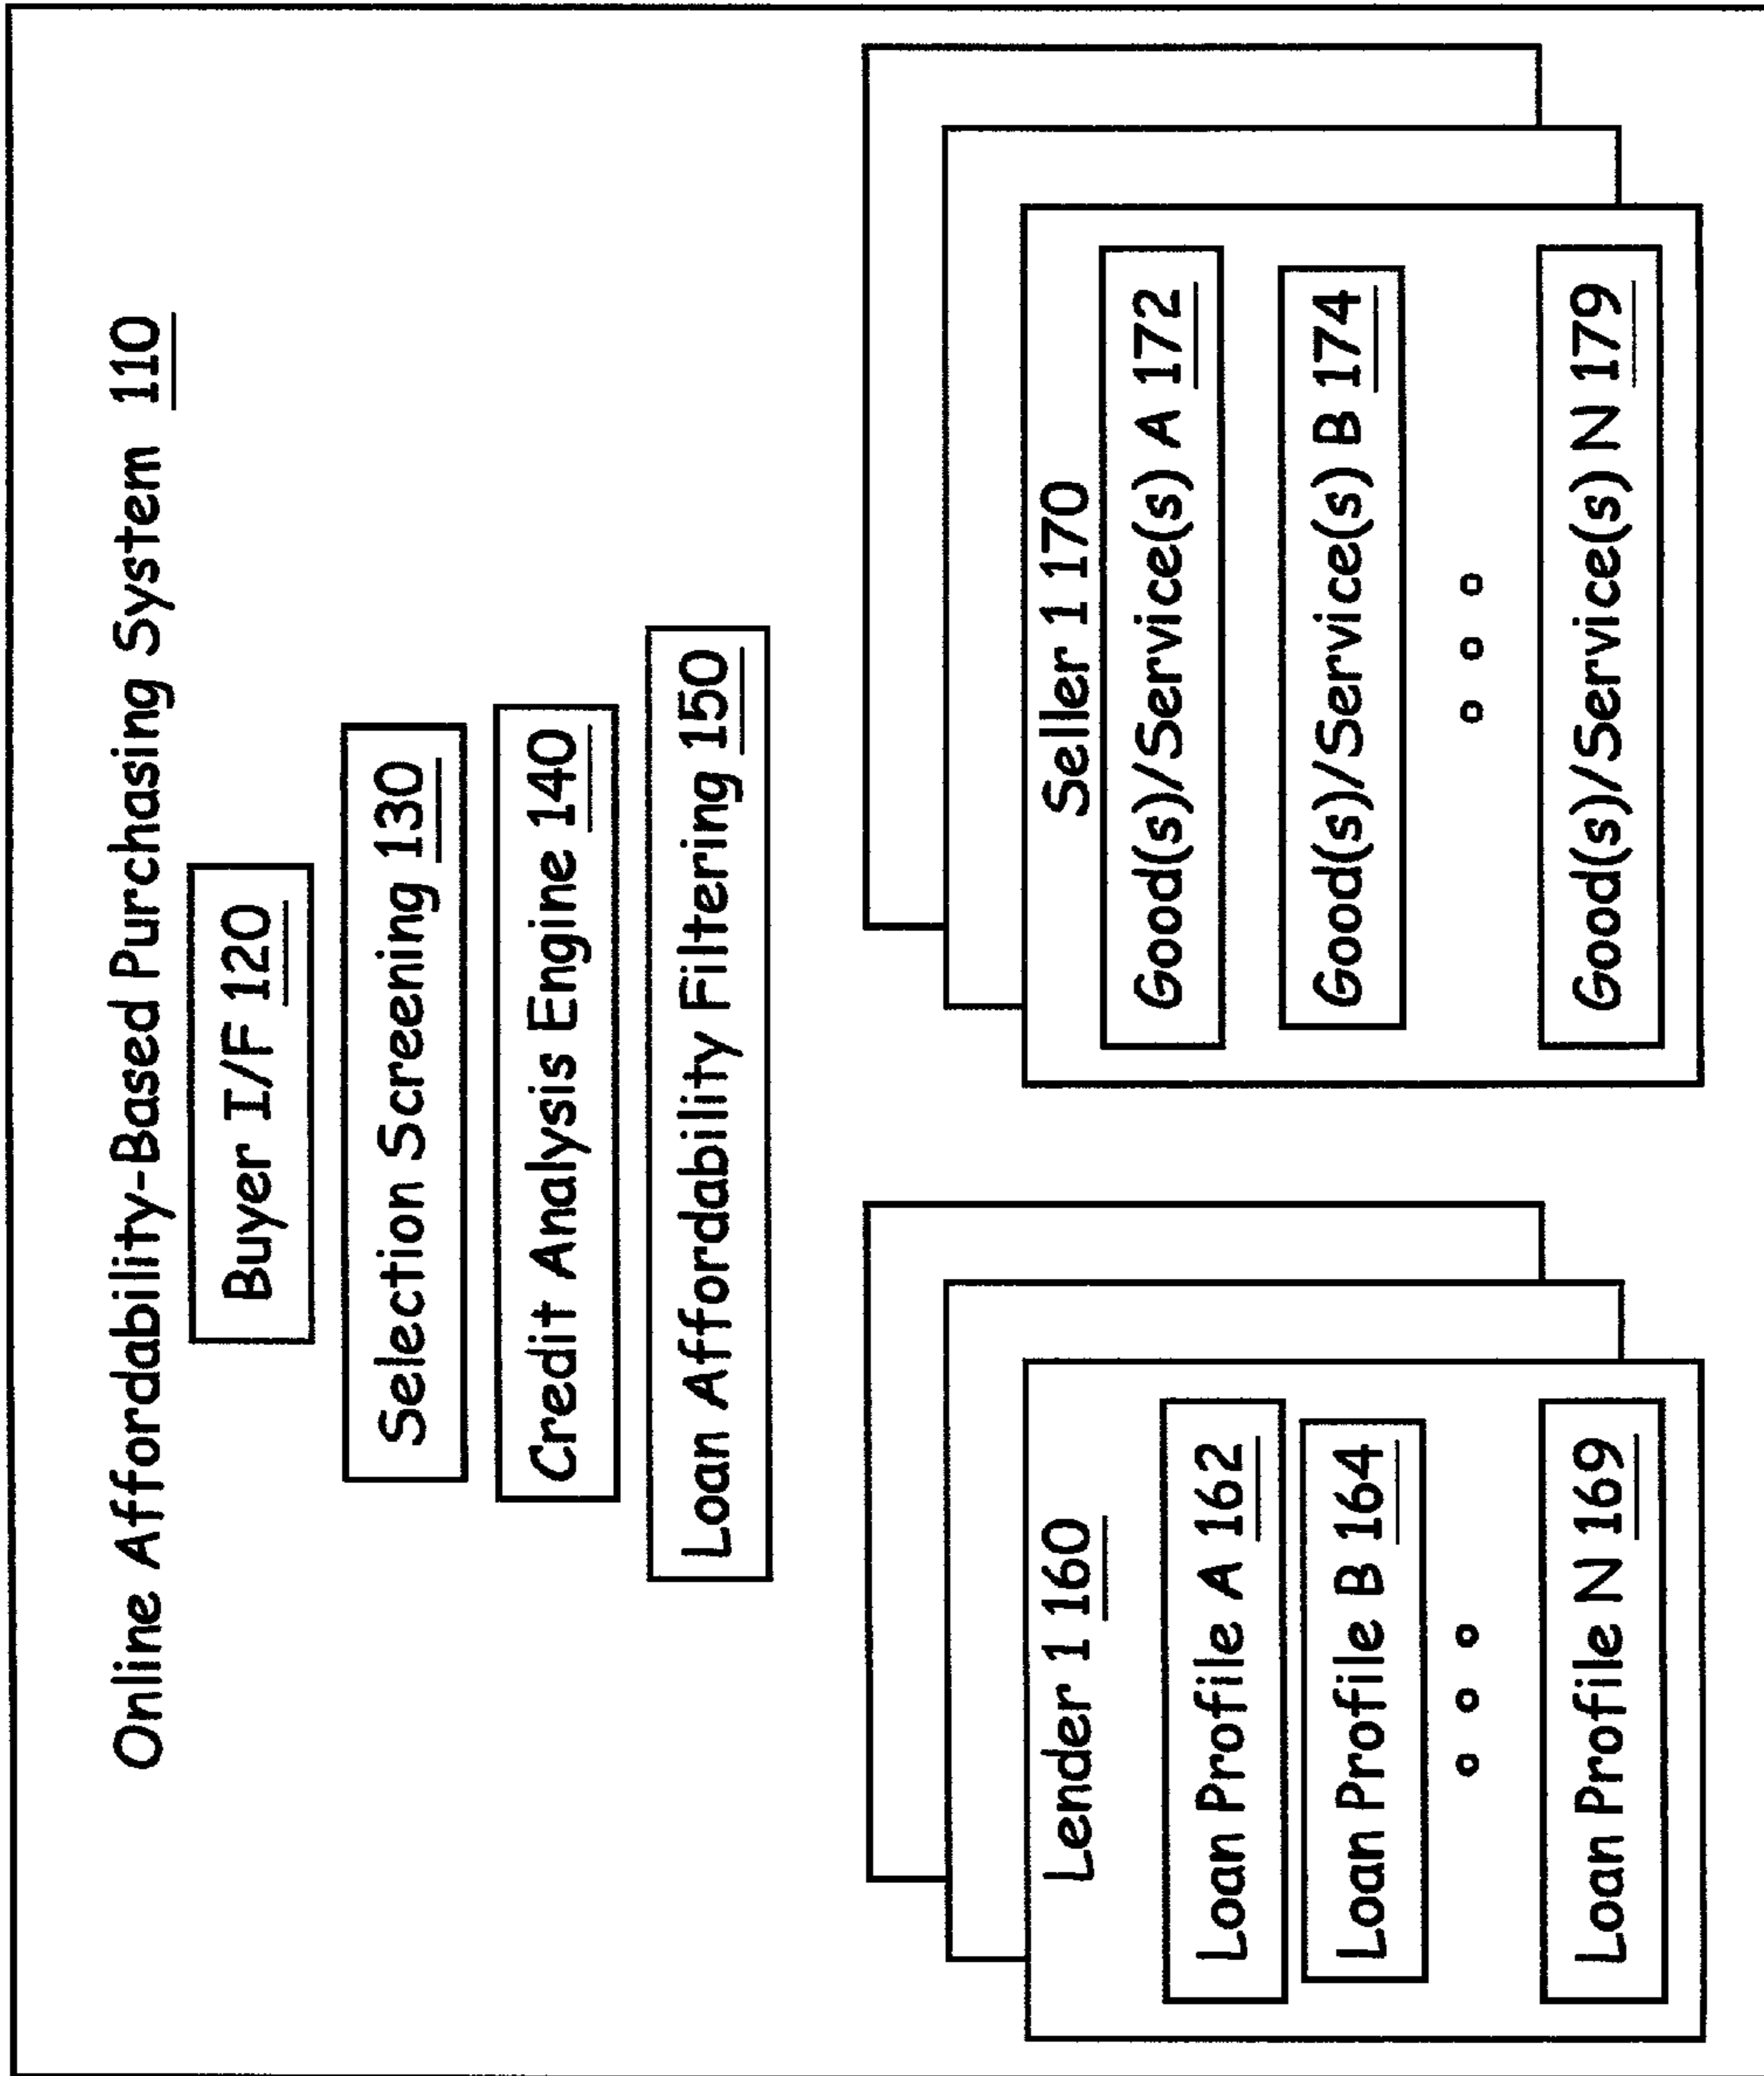 Online Affordability-Based Purchasing System 110
Buyer I/F 120
Selection Screening 130
Credit Analysis Engine 140
Loan Affordability Filtering 150
Lender 1 160
Loan Profile A 162
Loan Profile B 164
Loan Profile N 169
Seller 1 170
Good(s)/Service(s) A 172
Good(s)/Service(s) B 174
Good(s)/Service(s) N 179